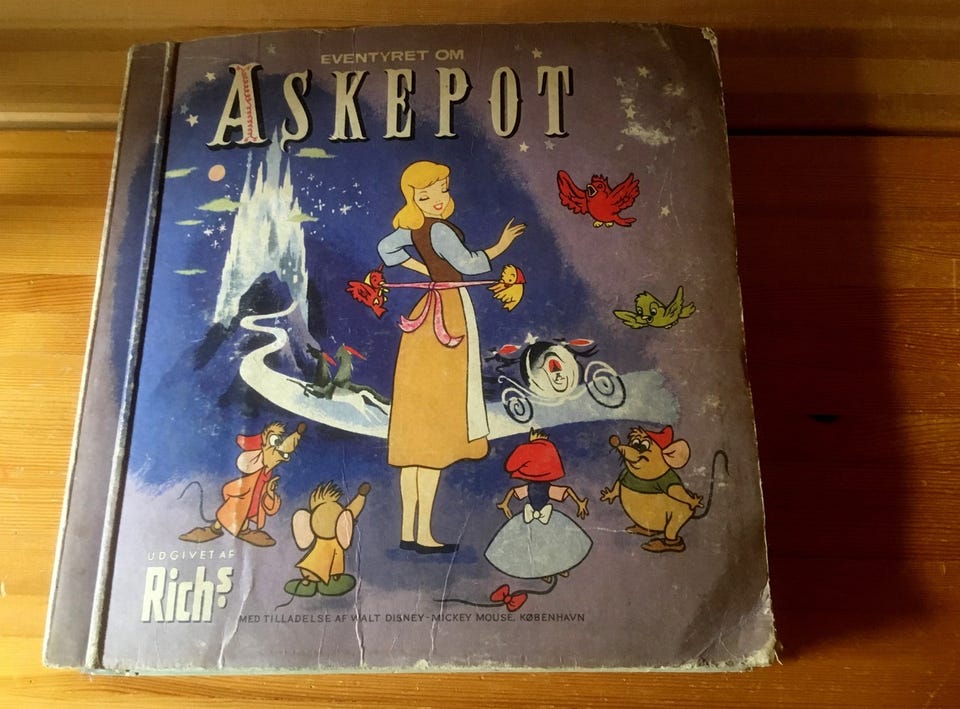 EVENTYRET OM
ASKEPOT
UDGIVET AF
Rich's
MED TILLADELSE AF WALT DISNEY-MICKEY MOUSE, KØBENHAVN